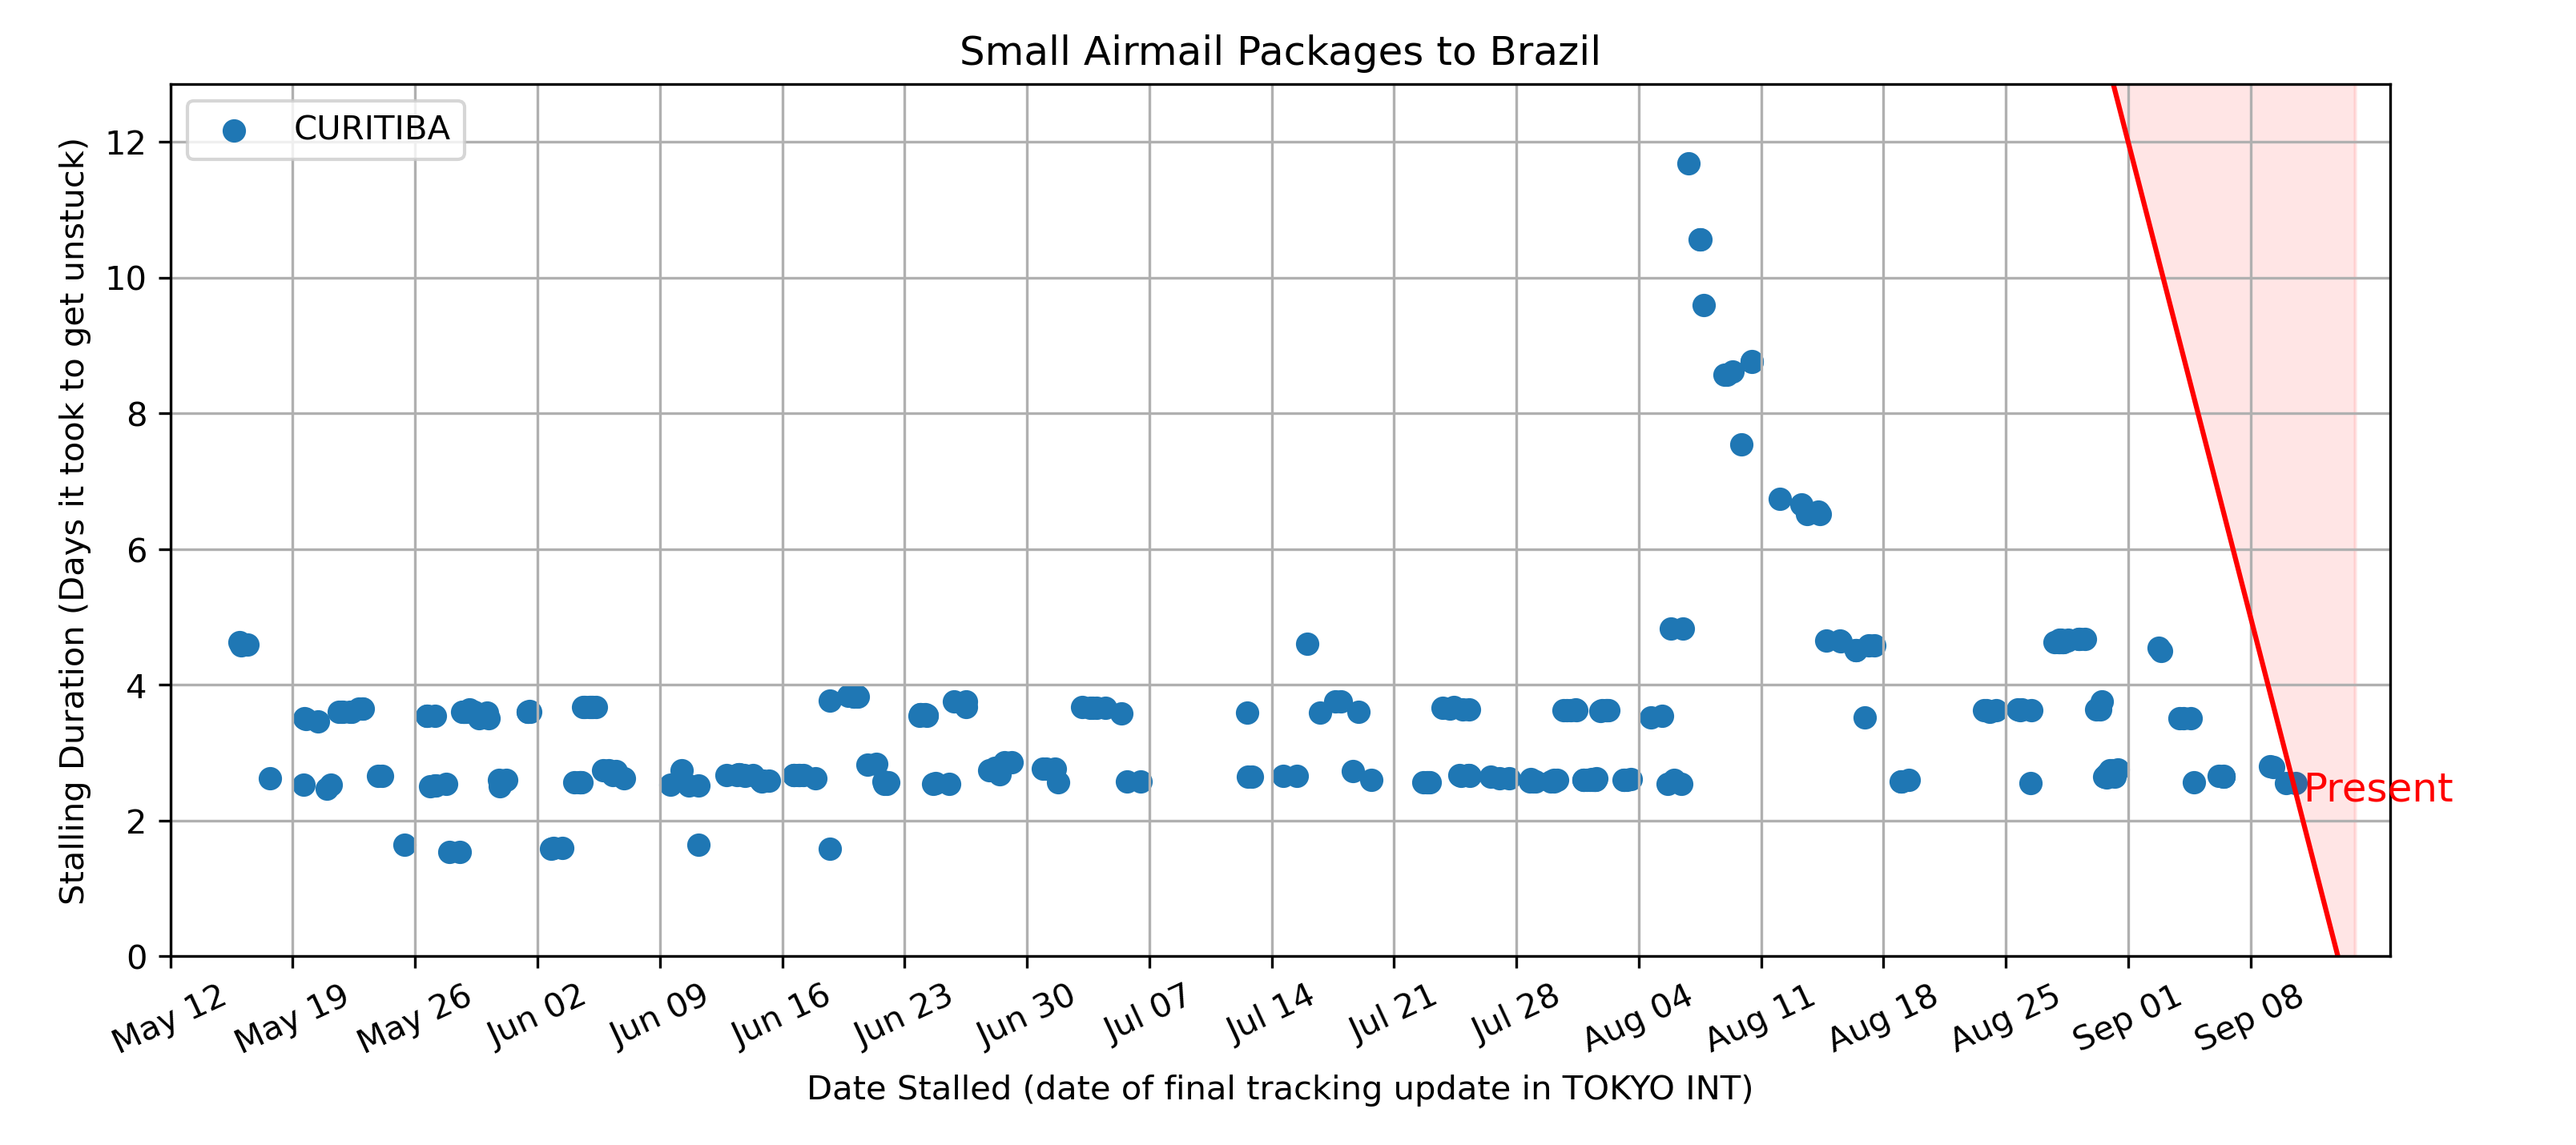 Small Airmail Packages to Brazil
CURITIBA
Stalling Duration (Days it took to get unstuck)
12
10
8
6
4
2
0
Present
May 12
May 19
May 26
Jun 02
Jun 09
Jun 16
Jun 23
Jun 30
Jul 07
Jul 14
Jul 21
Jul 28
Aug 04
Aug 11
Aug 18
Aug 25
Sep 01
Sep 08
Date Stalled (date of final tracking update in TOKYO INT)